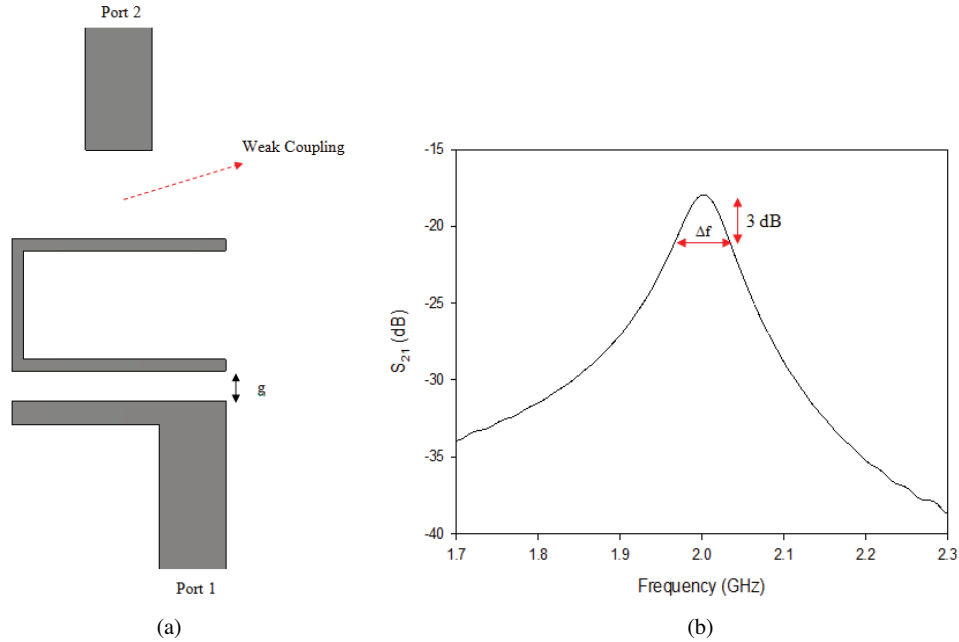 Port 2
Weak Coupling
g
Port 1
(a)
-15
-20
-25
-30
-35
-40
S21 (dB)
3 dB
Δf
1.7 1.8 1.9 2.0 2.1 2.2 2.3
Frequency (GHz)
(b)